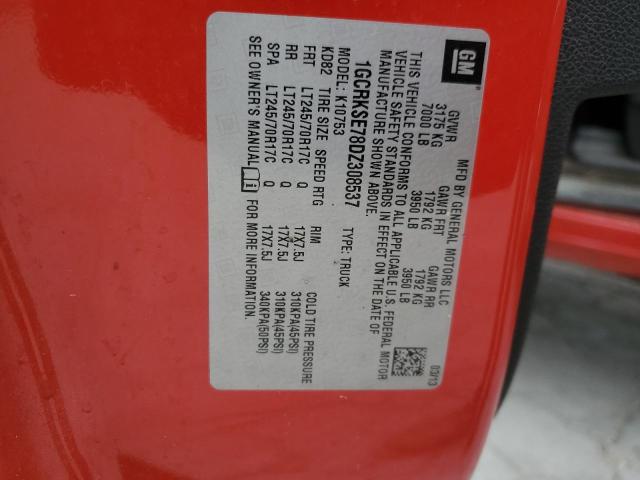 GM
MFD BY GENERAL MOTORS LLC
03/13
GVWR GAWR FRT GAWR RR
3175 KG 1792 KG 1792 KG
7000 LB 3950 LB 3950 LB
THIS VEHICLE CONFORMS TO ALL APPLICABLE U.S. FEDERAL MOTOR
VEHICLE SAFETY STANDARDS IN EFFECT ON THE DATE OF
MANUFACTURE SHOWN ABOVE.
1GCRKSE78DZ308537 TYPE: TRUCK
MODEL: K10753
KD82 TIRE SIZE SPEED RTG RIM COLD TIRE PRESSURE
FRT LT245/70R17C Q 17X7.5J 310KPA(45PSI)
RR LT245/70R17C Q 17X7.5J 310KPA(45PSI)
SPA LT245/70R17C Q 17X7.5J 340KPA(50PSI)
SEE OWNER'S MANUAL i FOR MORE INFORMATION.